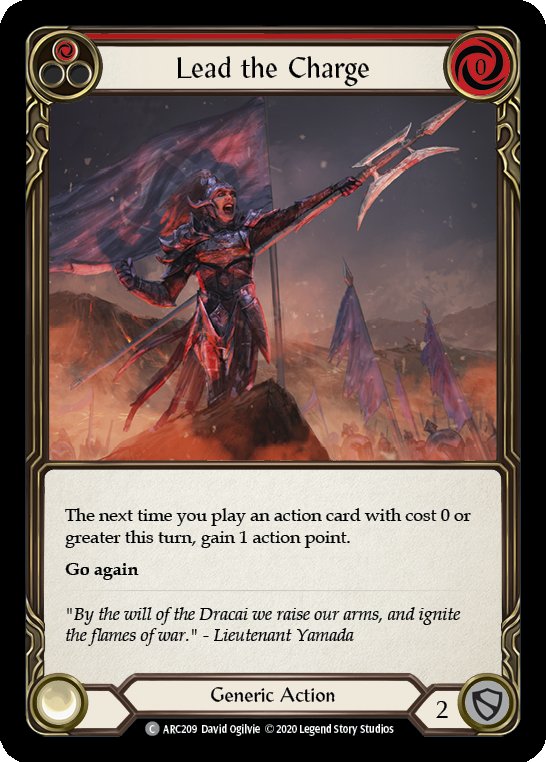 Lead the Charge
0
The next time you play an action card with cost 0 or
greater this turn, gain 1 action point.
Go again
"By the will of the Dracai we raise our arms, and ignite
the flames of war." - Lieutenant Yamada
Generic Action
2
C ARC209 David Ogilvie © 2020 Legend Story Studios